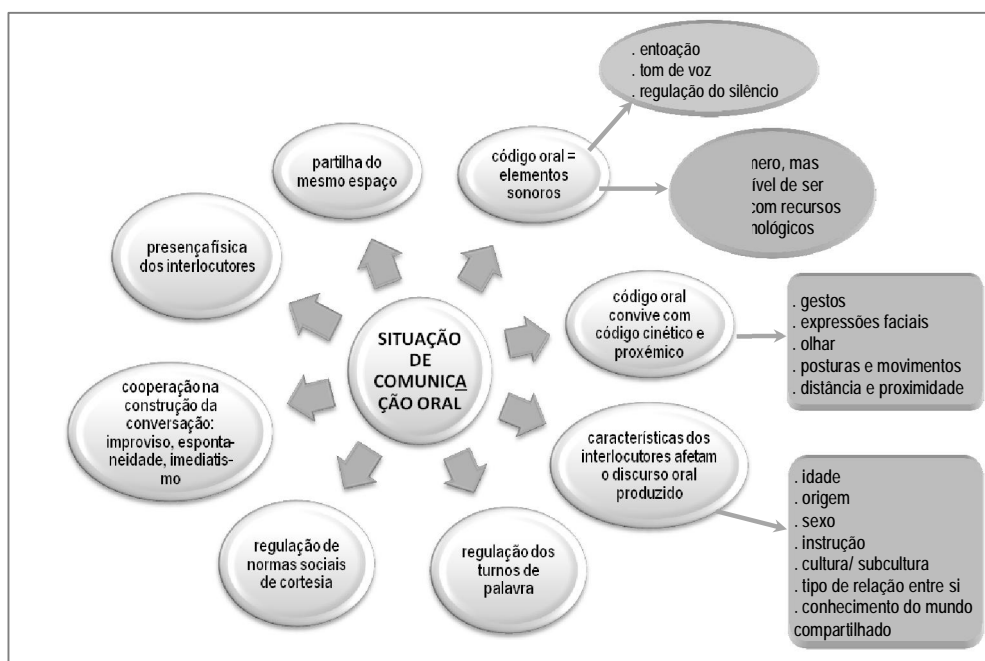 . entoação
. tom de voz
. regulação do silêncio
partilha do
mesmo espaço
código oral =
elementos
sonoros
mas
de ser
com recursos
presença física
dos interlocutores
código oral
convive com
código cinético e
proxémico
. gestos
. expressões faciais
. olhar
. posturas e movimentos
. distância e proximidade
SITUAÇÃO
DE
COMUNICA
ÇÃO ORAL
cooperação na
construção da
conversação:
improviso, espont-
neidade, imediatis-
mo
características dos
interlocutores afetam
o discurso oral
produzido
. idade
. origem
. sexo
. instrução
. cultura/ subcultura
. tipo de relação entre si
. conhecimento do mundo
compartilhado
regulação de
normas sociais
de cortesia
regulação dos
turnos de
palavra